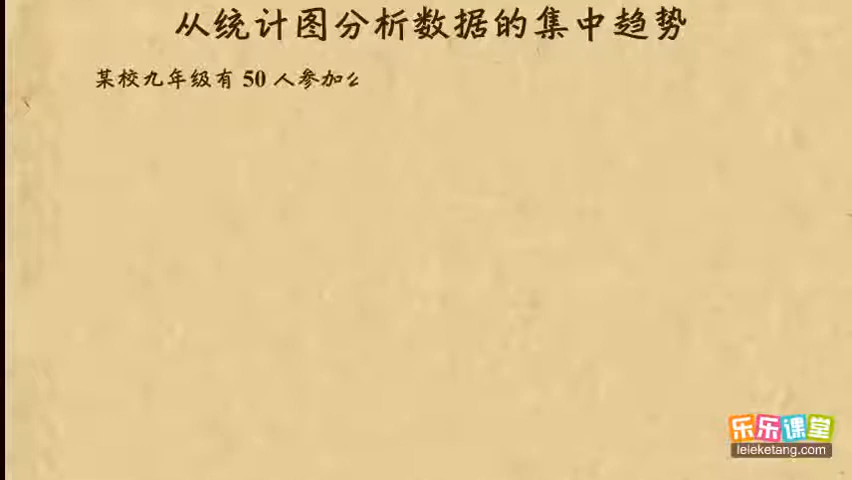 从统计图分析数据的集中趋势
某校九年级有 50 人参加
乐乐课堂
leleketang.com